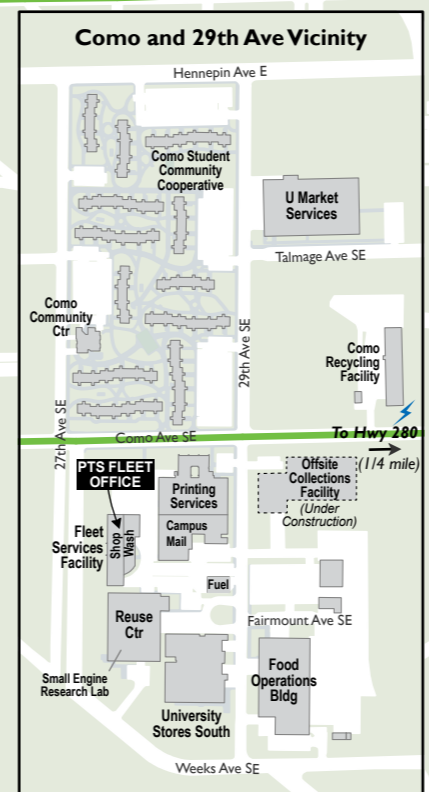 Como and 29th Ave Vicinity
Hennepin Ave E
Como Student
Community
Cooperative
U Market
Services
Talmage Ave SE
Como
Community
Ctr
29th Ave SE
Como
Recycling
Facility
27th Ave SE
Como Ave SE
To Hwy 280
(1/4 mile)
PTS FLEET
OFFICE
Printing
Services
Offsite
Collections
Facility
(Under
Construction)
Campus
Mail
Fleet
Services
Facility
Shop
Wash
Fuel
Reuse
Ctr
Fairmount Ave SE
Small Engine
Research Lab
Food
Operations
Bldg
University
Stores South
Weeks Ave SE